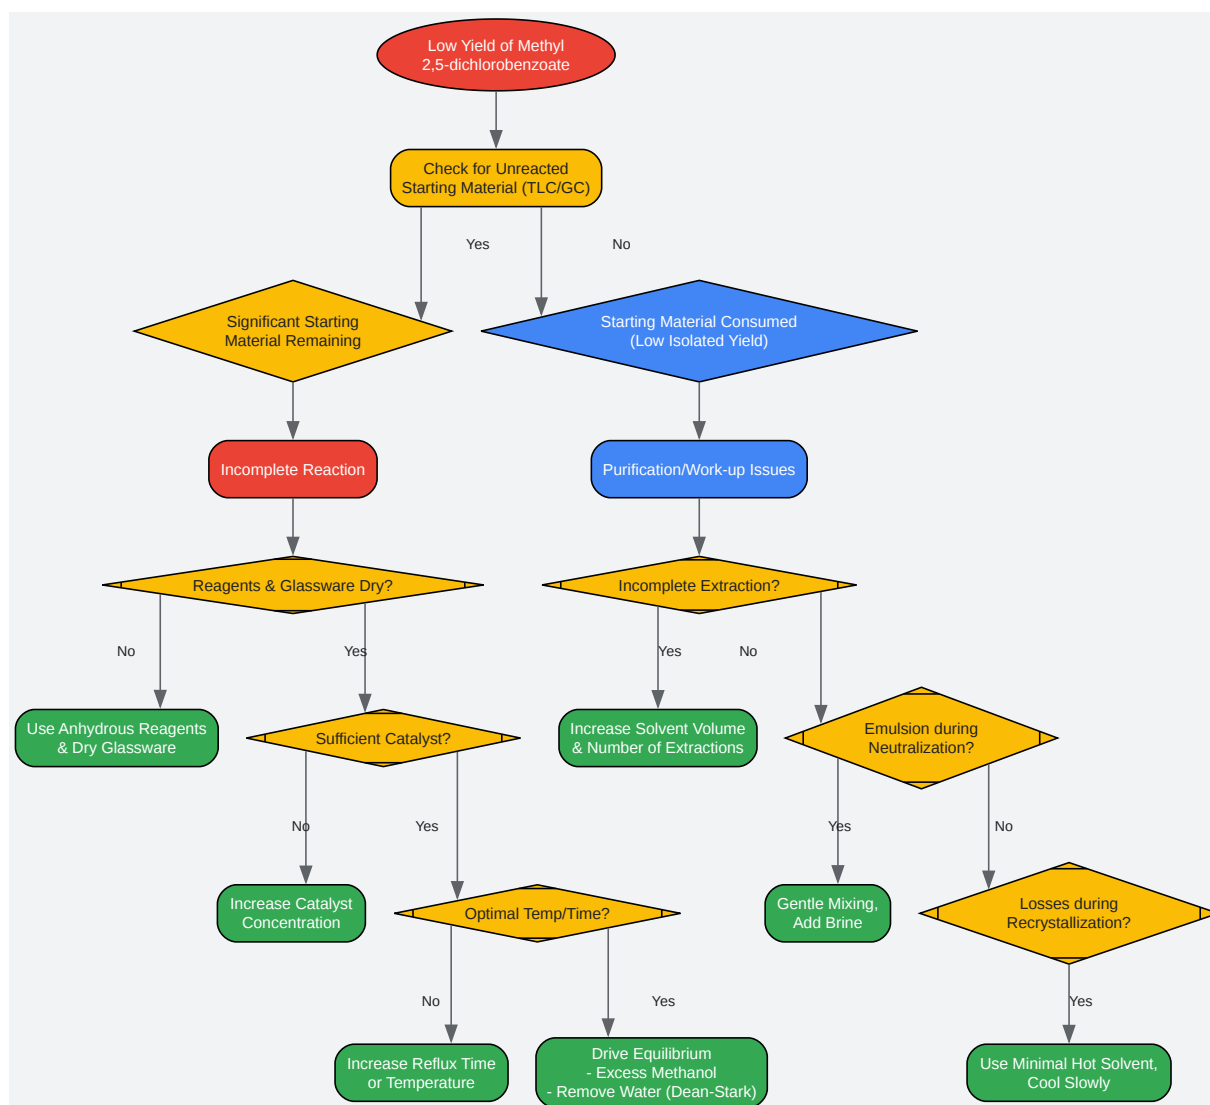 Low Yield of Methyl
2,5-dichlorobenzoate
Check for Unreacted
Starting Material (TLC/GC)
Yes
No
Significant Starting
Material Remaining
Starting Material Consumed
(Low Isolated Yield)
Incomplete Reaction
Purification/Work-up Issues
Reagents & Glassware Dry?
Incomplete Extraction?
No
Yes
Yes
No
Use Anhydrous Reagents
& Dry Glassware
Sufficient Catalyst?
Increase Solvent Volume
& Number of Extractions
Emulsion during
Neutralization?
No
Yes
Yes
No
Increase Catalyst
Concentration
Optimal Temp/Time?
Gentle Mixing,
Add Brine
Losses during
Recrystallization?
No
Yes
Yes
Increase Reflux Time
or Temperature
Drive Equilibrium
- Excess Methanol
- Remove Water (Dean-Stark)
Use Minimal Hot Solvent,
Cool Slowly